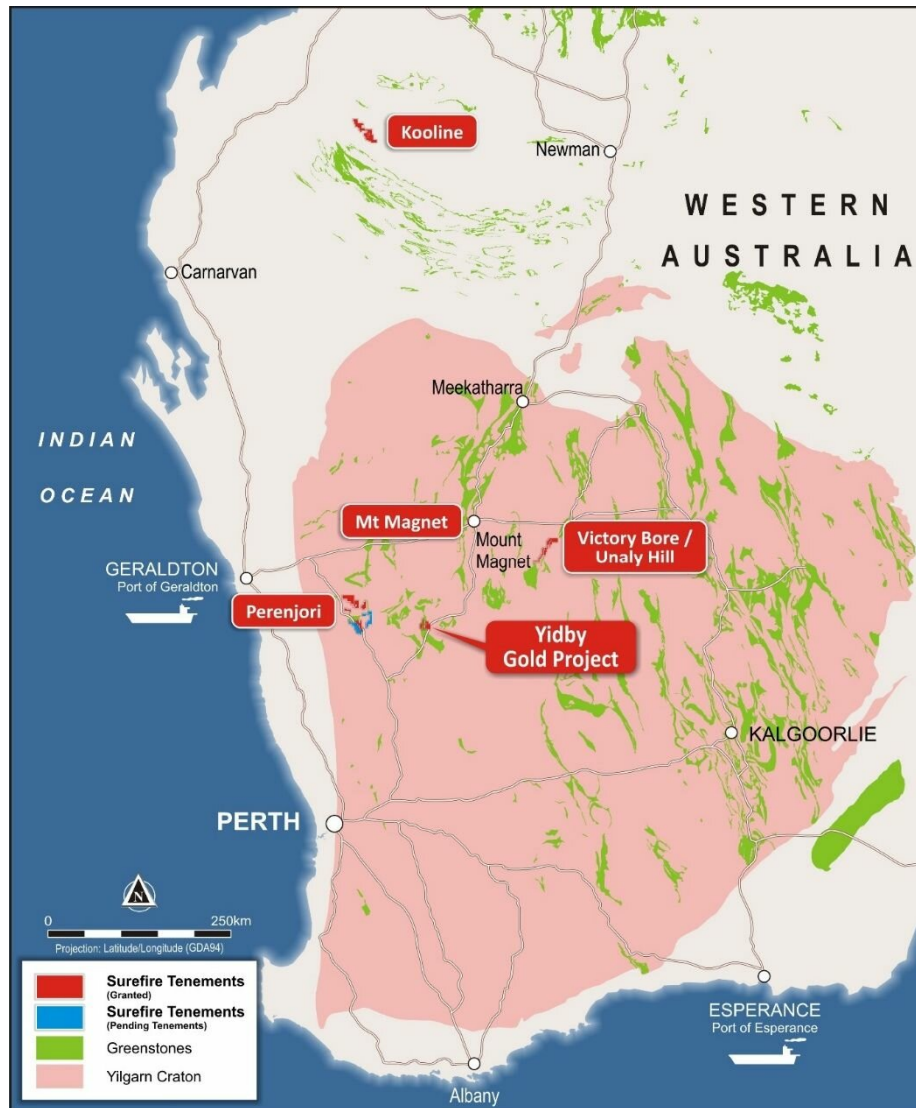 Kooline
Newman
WESTERN
AUSTRALIA
Carnarvan
Meekatharra
INDIAN
OCEAN
Mt Magnet
Mount
Magnet
Victory Bore /
Unaly Hill
GERALDTON
Port of Geraldton
Perenjori
Yidby
Gold Project
KALGOORLIE
PERTH
N
0 250km
Projection: Latitude/Longitude (GDA94)
Surefire Tenements
(Granted)
Surefire Tenements
(Pending Tenements)
Greenstones
Yilgarn Craton
ESPERANCE
Port of Esperance
Albany